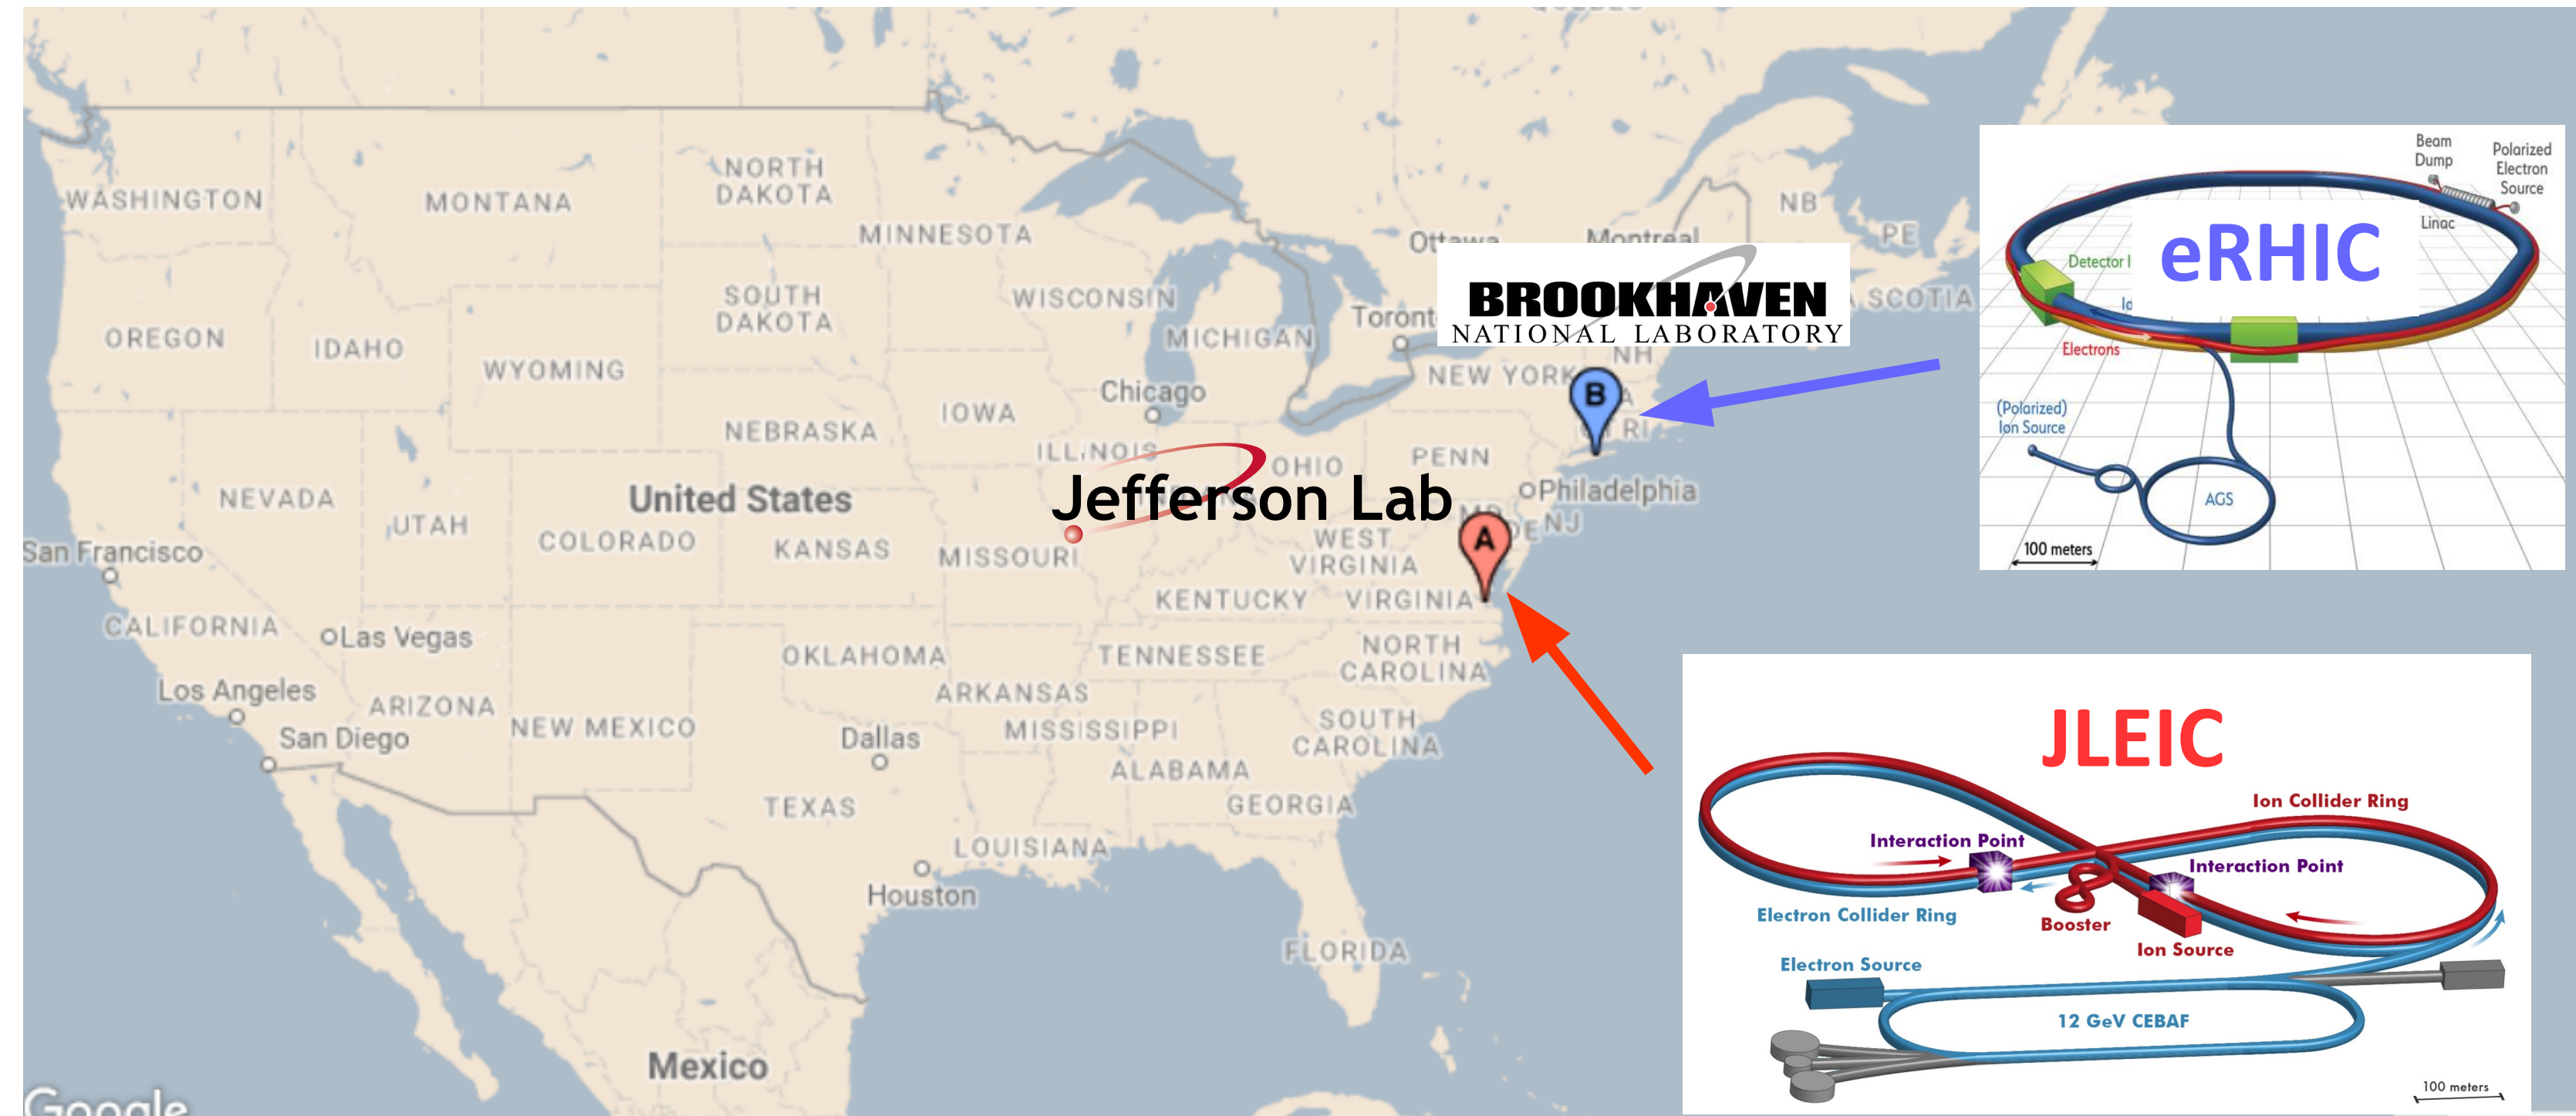 WASHINGTON
MONTANA
NORTH
DAKOTA
MINNESOTA
SOUTH
DAKOTA
WISCONSIN
MICHIGAN
OREGON
IDAHO
WYOMING
Ottawa
Montreal
NB
PE
SCOTIA
BROOKHAVEN
NATIONAL LABORATORY
NH
NEW YORK
B
RI
Chicago
IOWA
NEBRASKA
ILLINOIS
OHIO
PENN
Philadelphia
NEVADA
UTAH
United States
COLORADO
KANSAS
MISSOURI
Jefferson Lab
MD
DE
NJ
A
WEST
VIRGINIA
KENTUCKY
VIRGINIA
San Francisco
CALIFORNIA
Las Vegas
Los Angeles
San Diego
ARIZONA
NEW MEXICO
OKLAHOMA
ARKANSAS
TENNESSEE
NORTH
CAROLINA
SOUTH
CAROLINA
MISSISSIPPI
ALABAMA
GEORGIA
Dallas
TEXAS
LOUISIANA
Houston
FLORIDA
Mexico
Google
Beam
Dump
Polarized
Electron
Source
Linac
eRHIC
Detector I
Electrons
(Polarized)
Ion Source
AGS
100 meters
JLEIC
Ion Collider Ring
Interaction Point
Interaction Point
Electron Collider Ring
Booster
Ion Source
Electron Source
12 GeV CEBAF
100 meters